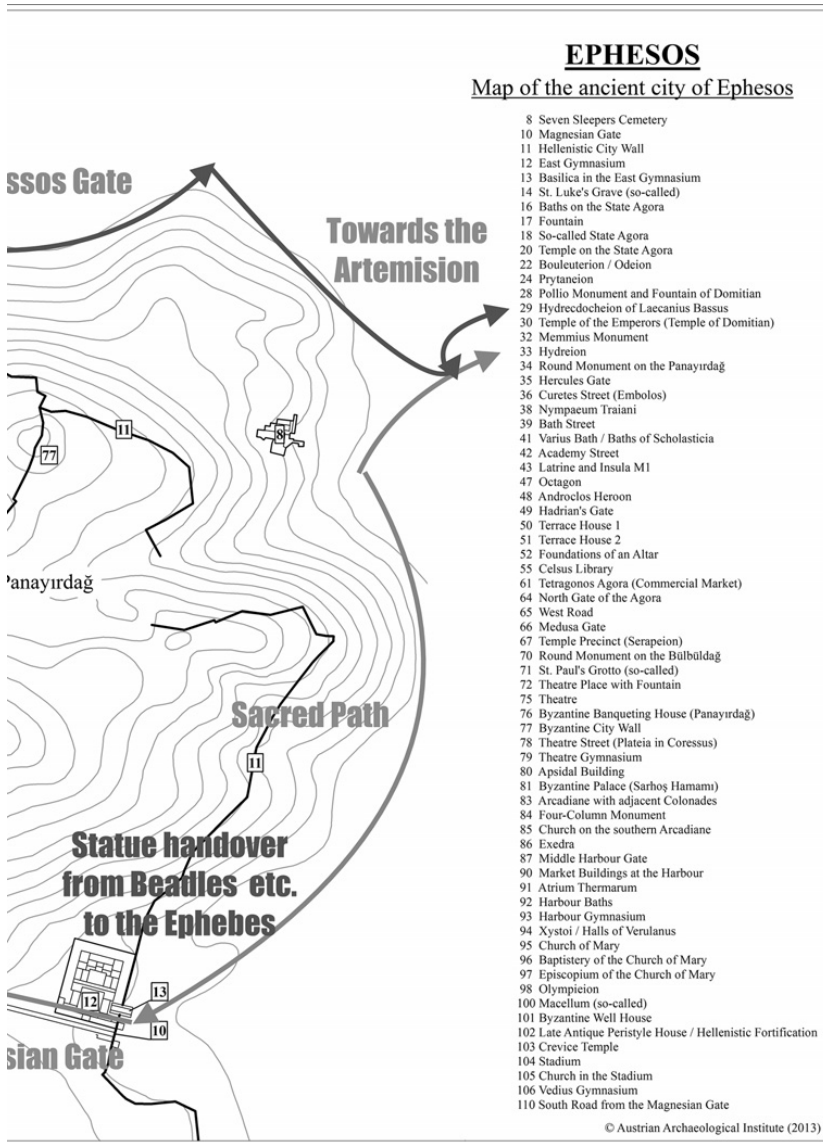 EPHESOS
Map of the ancient city of Ephesos
8 Seven Sleepers Cemetery
10 Magnesian Gate
11 Hellenistic City Wall
12 East Gymnasium
13 Basilica in the East Gymnasium
14 St. Luke's Grave (so-called)
16 Baths on the State Agora
17 Fountain
18 So-called State Agora
20 Temple on the State Agora
22 Bouleuterion / Odeion
24 Prytaneion
28 Pollio Monument and Fountain of Domitian
29 Hydrecdocheion of Laecanius Bassus
30 Temple of the Emperors (Temple of Domitian)
32 Memmius Monument
33 Hydreion
34 Round Monument on the Panayırdağ
35 Hercules Gate
36 Curetes Street (Embolos)
38 Nympaeum Traiani
39 Bath Street
41 Varius Bath / Baths of Scholasticia
42 Academy Street
43 Latrine and Insula M1
47 Octagon
48 Androclos Heroon
49 Hadrian's Gate
50 Terrace House 1
51 Terrace House 2
52 Foundations of an Altar
55 Celsus Library
61 Tetragonos Agora (Commercial Market)
64 North Gate of the Agora
65 West Road
66 Medusa Gate
67 Temple Precinct (Serapeion)
70 Round Monument on the Bülbüldağ
71 St. Paul's Grotto (so-called)
72 Theatre Place with Fountain
75 Theatre
76 Byzantine Banqueting House (Panayırdağ)
77 Byzantine City Wall
78 Theatre Street (Plateia in Coressus)
79 Theatre Gymnasium
80 Apsidal Building
81 Byzantine Palace (Sarhoş Hamamı)
83 Arcadiane with adjacent Colonades
84 Four-Column Monument
85 Church on the southern Arcadiane
86 Exedra
87 Middle Harbour Gate
90 Market Buildings at the Harbour
91 Atrium Thermarum
92 Harbour Baths
93 Harbour Gymnasium
94 Xystoi / Halls of Verulanus
95 Church of Mary
96 Baptistery of the Church of Mary
97 Episcopium of the Church of Mary
98 Olympieion
100 Macellum (so-called)
101 Byzantine Well House
102 Late Antique Peristyle House / Hellenistic Fortification
103 Crevice Temple
104 Stadium
105 Church in the Stadium
106 Vedius Gymnasium
110 South Road from the Magnesian Gate
© Austrian Archaeological Institute (2013)
ssos Gate
Towards the
Artemision
11
8
77
Panayırdağ
Sacred Path
11
Statue handover
from Beadles etc.
to the Ephebes
12
13
10
sian Gate